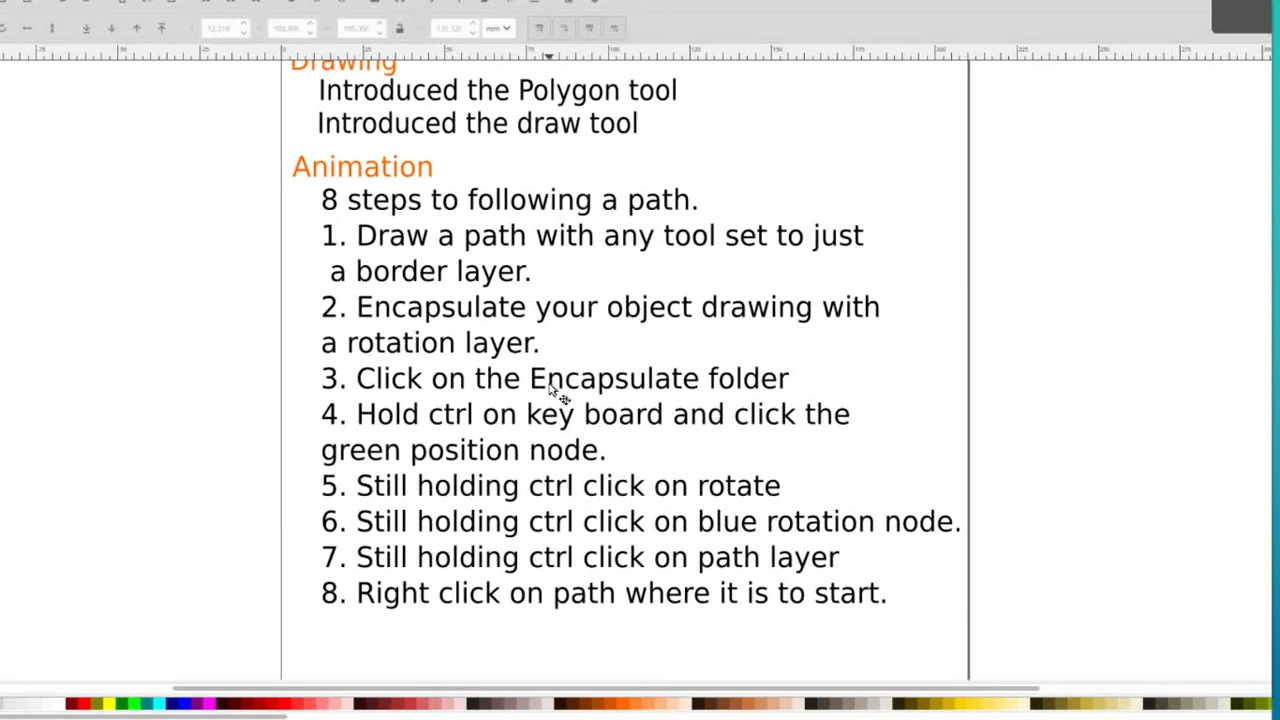 mm
Drawing
Introduced the Polygon tool
Introduced the draw tool
Animation
8 steps to following a path.
1. Draw a path with any tool set to just
a border layer.
2. Encapsulate your object drawing with
a rotation layer.
3. Click on the Encapsulate folder
4. Hold ctrl on key board and click the
green position node.
5. Still holding ctrl click on rotate
6. Still holding ctrl click on blue rotation node.
7. Still holding ctrl click on path layer
8. Right click on path where it is to start.